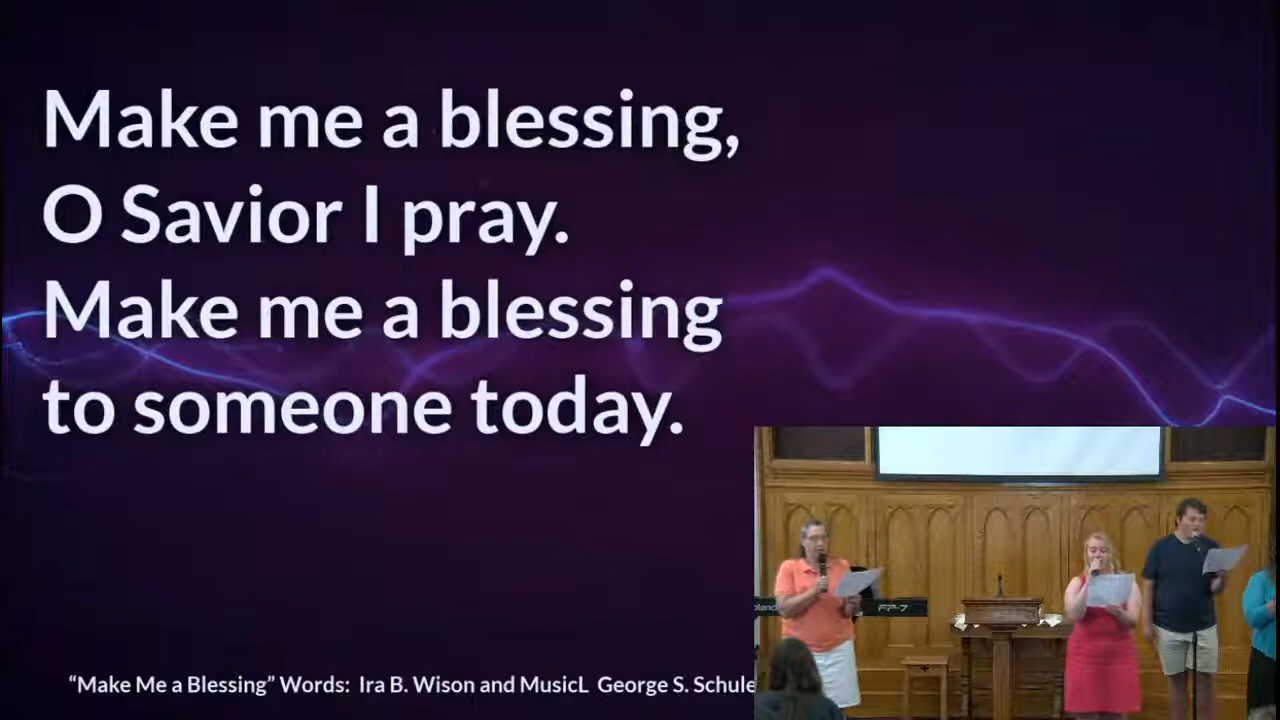 Make me a blessing,
O Savior I pray.
Make me a blessing
to someone today.
“Make Me a Blessing” Words: Ira B. Wison and MusicL George S. Schule
FP-7